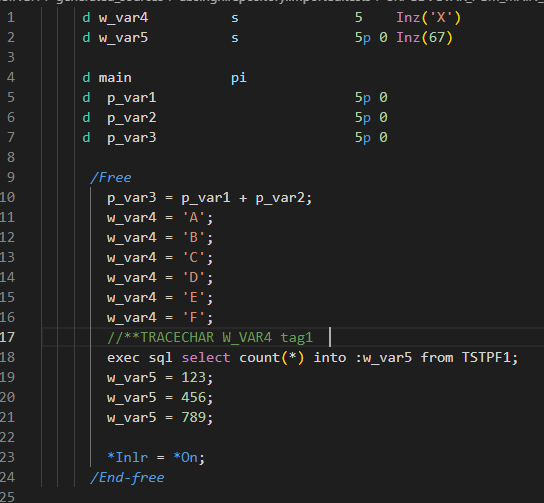 1 d w_var4 s 5 Inz('X')
2 d w_var5 s 5p 0 Inz(67)
3
4 d main pi
5 d p_var1 5p 0
6 d p_var2 5p 0
7 d p_var3 5p 0
8
9 /Free
10 p_var3 = p_var1 + p_var2;
11 w_var4 = 'A';
12 w_var4 = 'B';
13 w_var4 = 'C';
14 w_var4 = 'D';
15 w_var4 = 'E';
16 w_var4 = 'F';
17 //**TRACECHAR W_VAR4 tag1
18 exec sql select count(*) into :w_var5 from TSTPF1;
19 w_var5 = 123;
20 w_var5 = 456;
21 w_var5 = 789;
22
23 *Inlr = *On;
24 /End-free
25